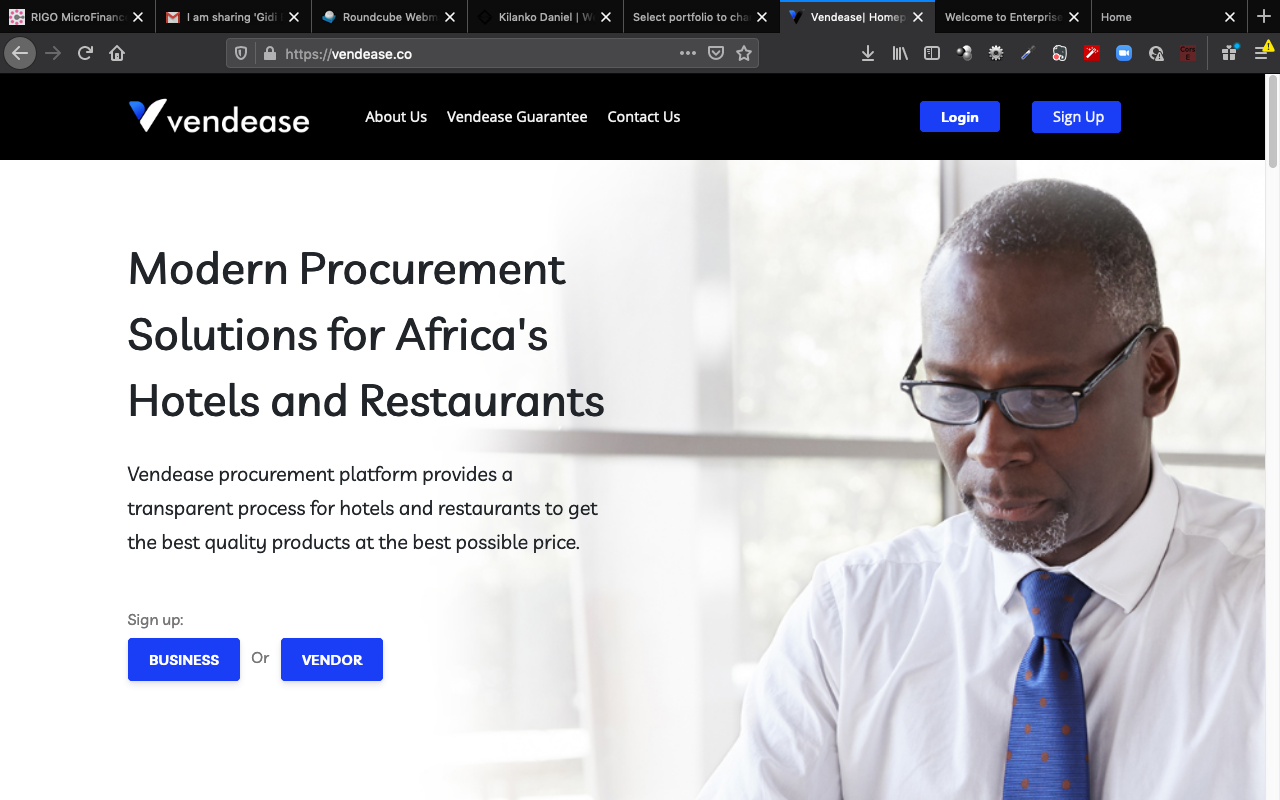 RIGO MicroFinanc
I am sharing 'Gidi
Roundcube Webm
Kilanko Daniel | W
Select portfolio to cha
Vendease| Homep
Welcome to Enterprise
Home
https://vendease.co
vendease
About Us
Vendease Guarantee
Contact Us
Login
Sign Up
Modern Procurement
Solutions for Africa's
Hotels and Restaurants
Vendease procurement platform provides a
transparent process for hotels and restaurants to get
the best quality products at the best possible price.
Sign up:
BUSINESS Or VENDOR